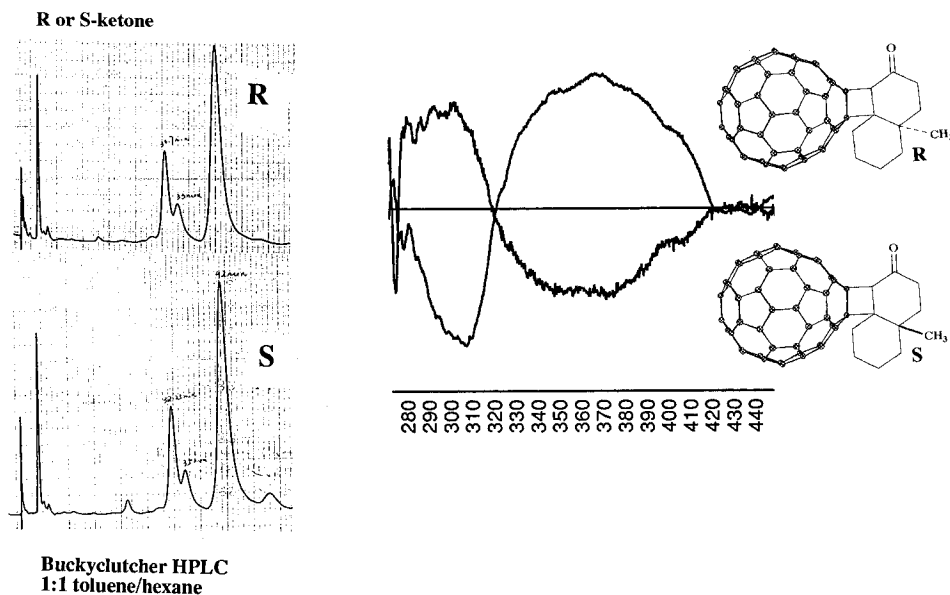 R or S-ketone
R
S
42min
Buckyclutcher HPLC
1:1 toluene/hexane
280 290 300 310 320 330 340 350 360 370 380 390 400 410 420 430 440
O
CH3
R
O
CH3
S